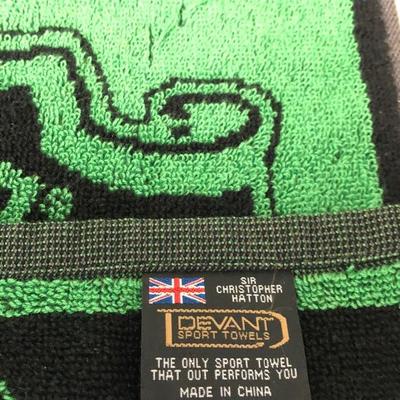 SIR
CHRISTOPHER
HATTON
DEVANT
SPORT TOWELS
THE ONLY SPORT TOWEL
THAT OUT PERFORMS YOU
MADE IN CHINA